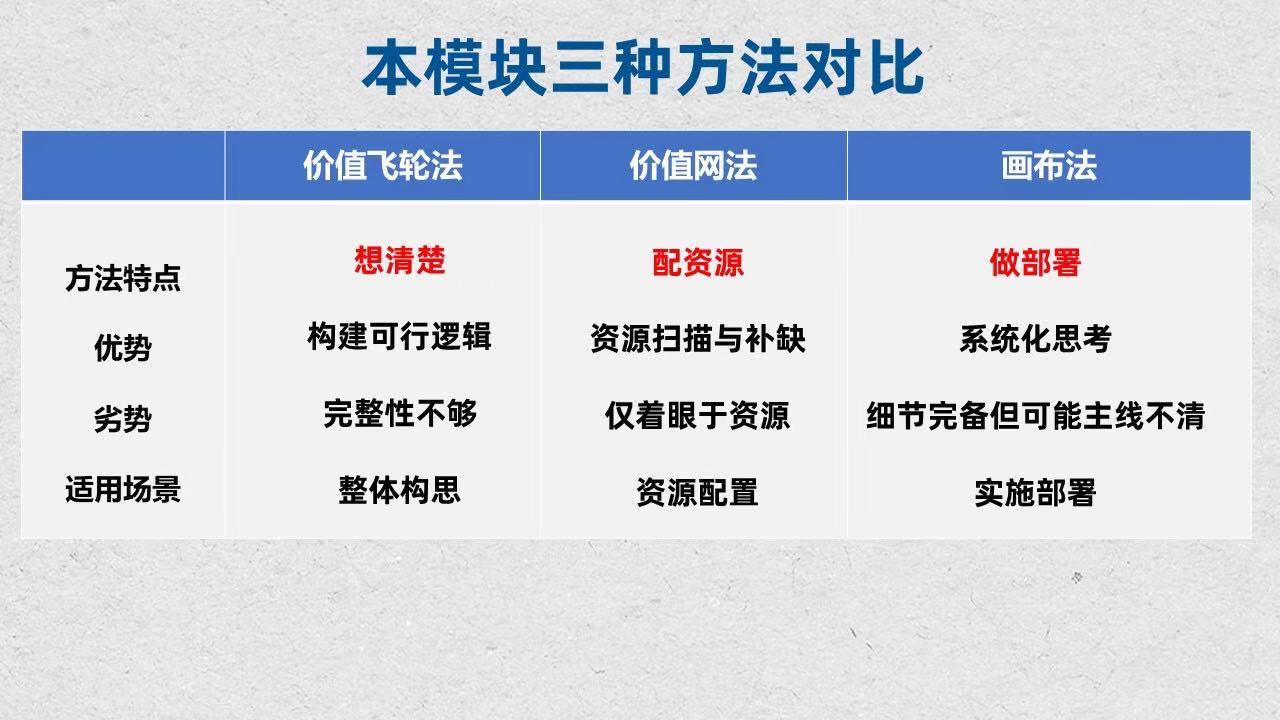 本模块三种方法对比
价值飞轮法 价值网法 画布法
方法特点 想清楚 配资源 做部署
优势 构建可行逻辑 资源扫描与补缺 系统化思考
劣势 完整性不够 仅着眼于资源 细节完备但可能主线不清
适用场景 整体构思 资源配置 实施部署